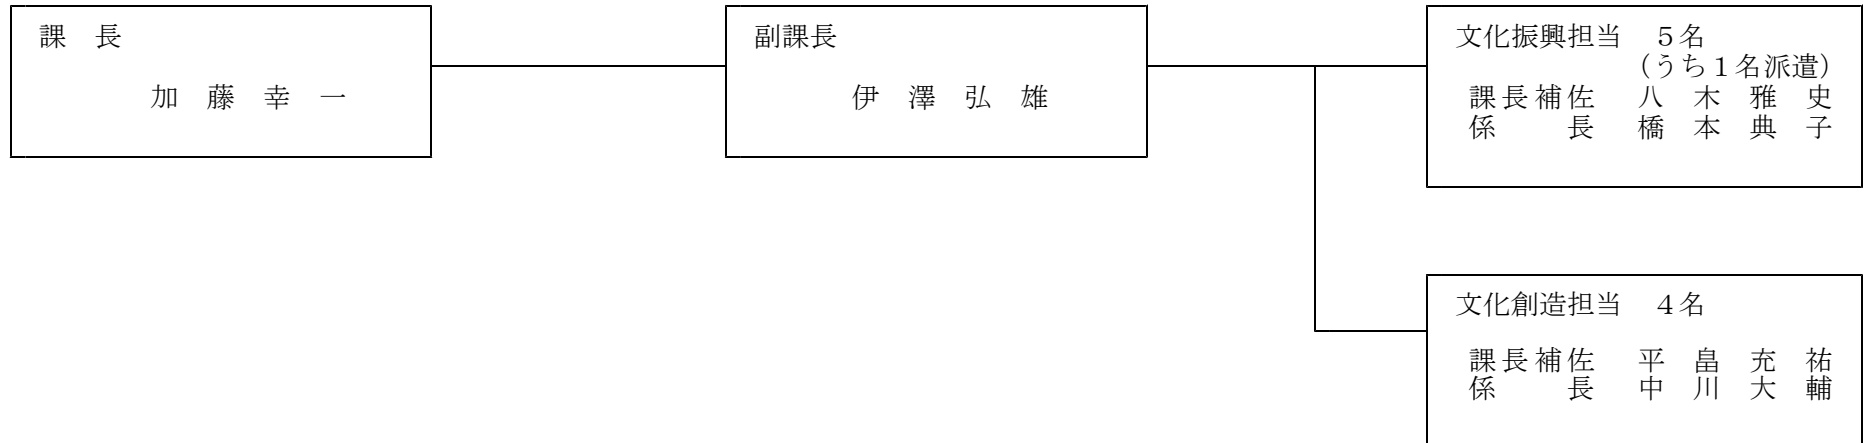 課　長
加　藤　幸　一
副課長
伊　澤　弘　雄
文化振興担当　５名
（うち１名派遣）
課長補佐　八　木　雅　史
係　　長　橋　本　典　子
文化創造担当　４名
課長補佐　平　畠　充　祐
係　　長　中　川　大　輔